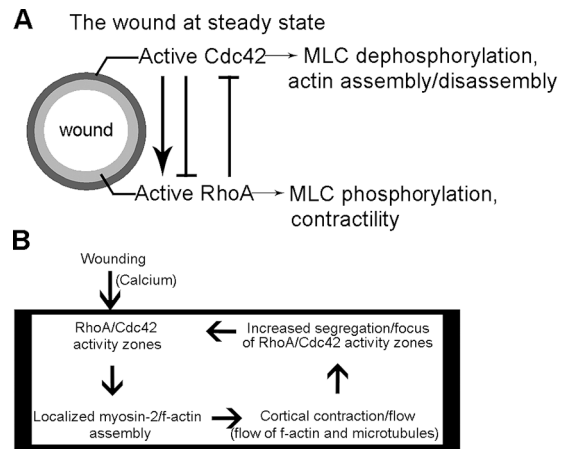 A
The wound at steady state
Active Cdc42
MLC dephosphorylation,
actin assembly/disassembly
wound
Active RhoA
MLC phosphorylation,
contractility
B
Wounding
(Calcium)
RhoA/Cdc42
activity zones
Increased segregation/focus
of RhoA/Cdc42 activity zones
Localized myosin-2/f-actin
assembly
Cortical contraction/flow
(flow of f-actin and microtubules)